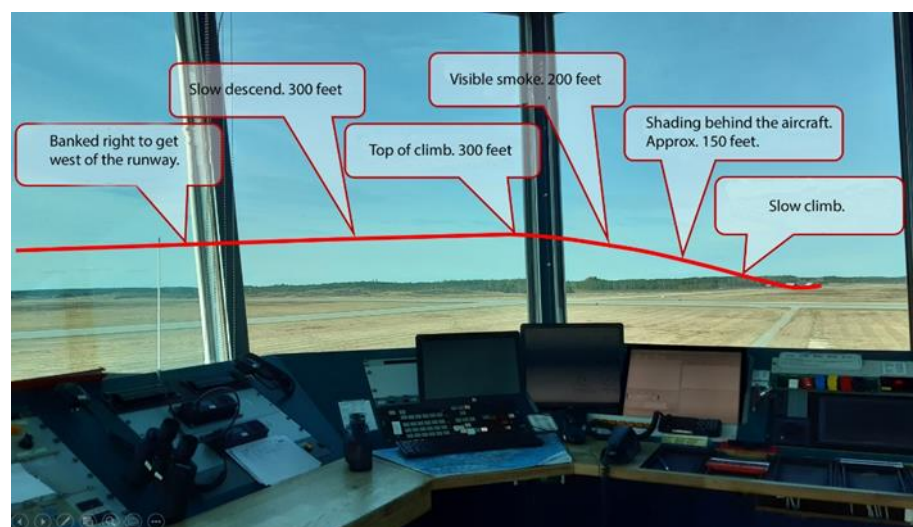 Banked right to get
west of the runway.
Slow descend. 300 feet
Top of climb. 300 feet
Visible smoke. 200 feet
Shading behind the aircraft.
Approx. 150 feet.
Slow climb.